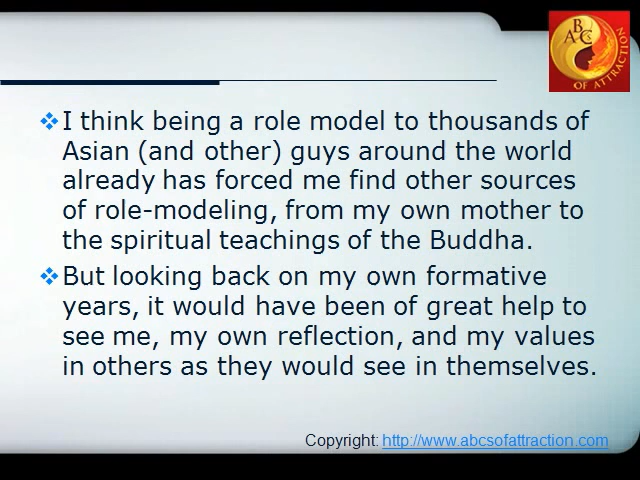 ABCs
OF ATTRACTION
I think being a role model to thousands of
Asian (and other) guys around the world
already has forced me find other sources
of role-modeling, from my own mother to
the spiritual teachings of the Buddha.
But looking back on my own formative
years, it would have been of great help to
see me, my own reflection, and my values
in others as they would see in themselves.
Copyright: http://www.abcsofattraction.com